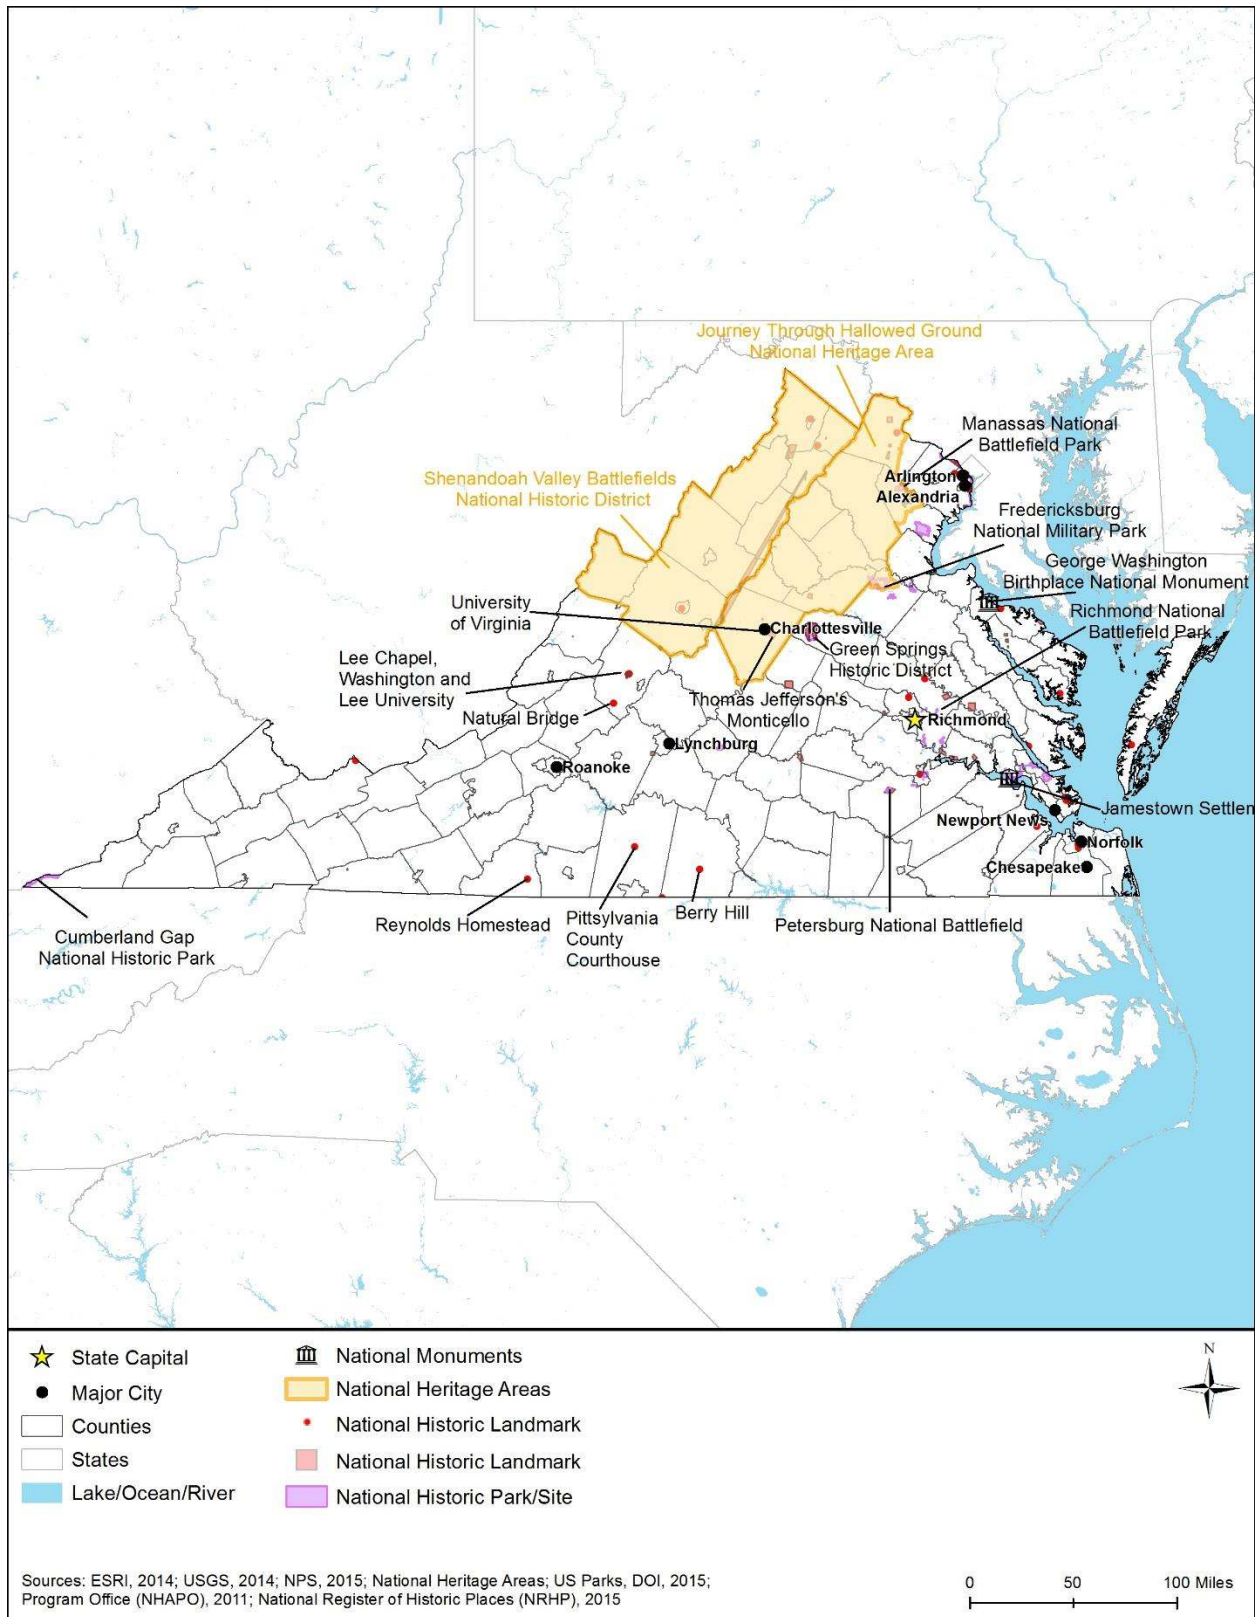 Journey Through Hallowed Ground
National Heritage Area
Manassas National
Battlefield Park
Shenandoah Valley Battlefields
National Historic District
Arlington
Alexandria
Fredericksburg
National Military Park
George Washington
Birthplace National Monument
University
of Virginia
Charlottesville
Richmond National
Battlefield Park
Green Springs
Historic District
Lee Chapel,
Washington and
Lee University
Natural Bridge
Thomas Jefferson's
Monticello
Richmond
Lynchburg
Roanoke
Jamestown Settlen
Newport News
Norfolk
Chesapeake
Reynolds Homestead
Pittsylvania
County
Courthouse
Berry Hill
Petersburg National Battlefield
Cumberland Gap
National Historic Park
State Capital
Major City
Counties
States
Lake/Ocean/River
National Monuments
National Heritage Areas
National Historic Landmark
National Historic Landmark
National Historic Park/Site
N
Sources: ESRI, 2014; USGS, 2014; NPS, 2015; National Heritage Areas; US Parks, DOI, 2015;
Program Office (NHAPO), 2011; National Register of Historic Places (NRHP), 2015
0 50 100 Miles